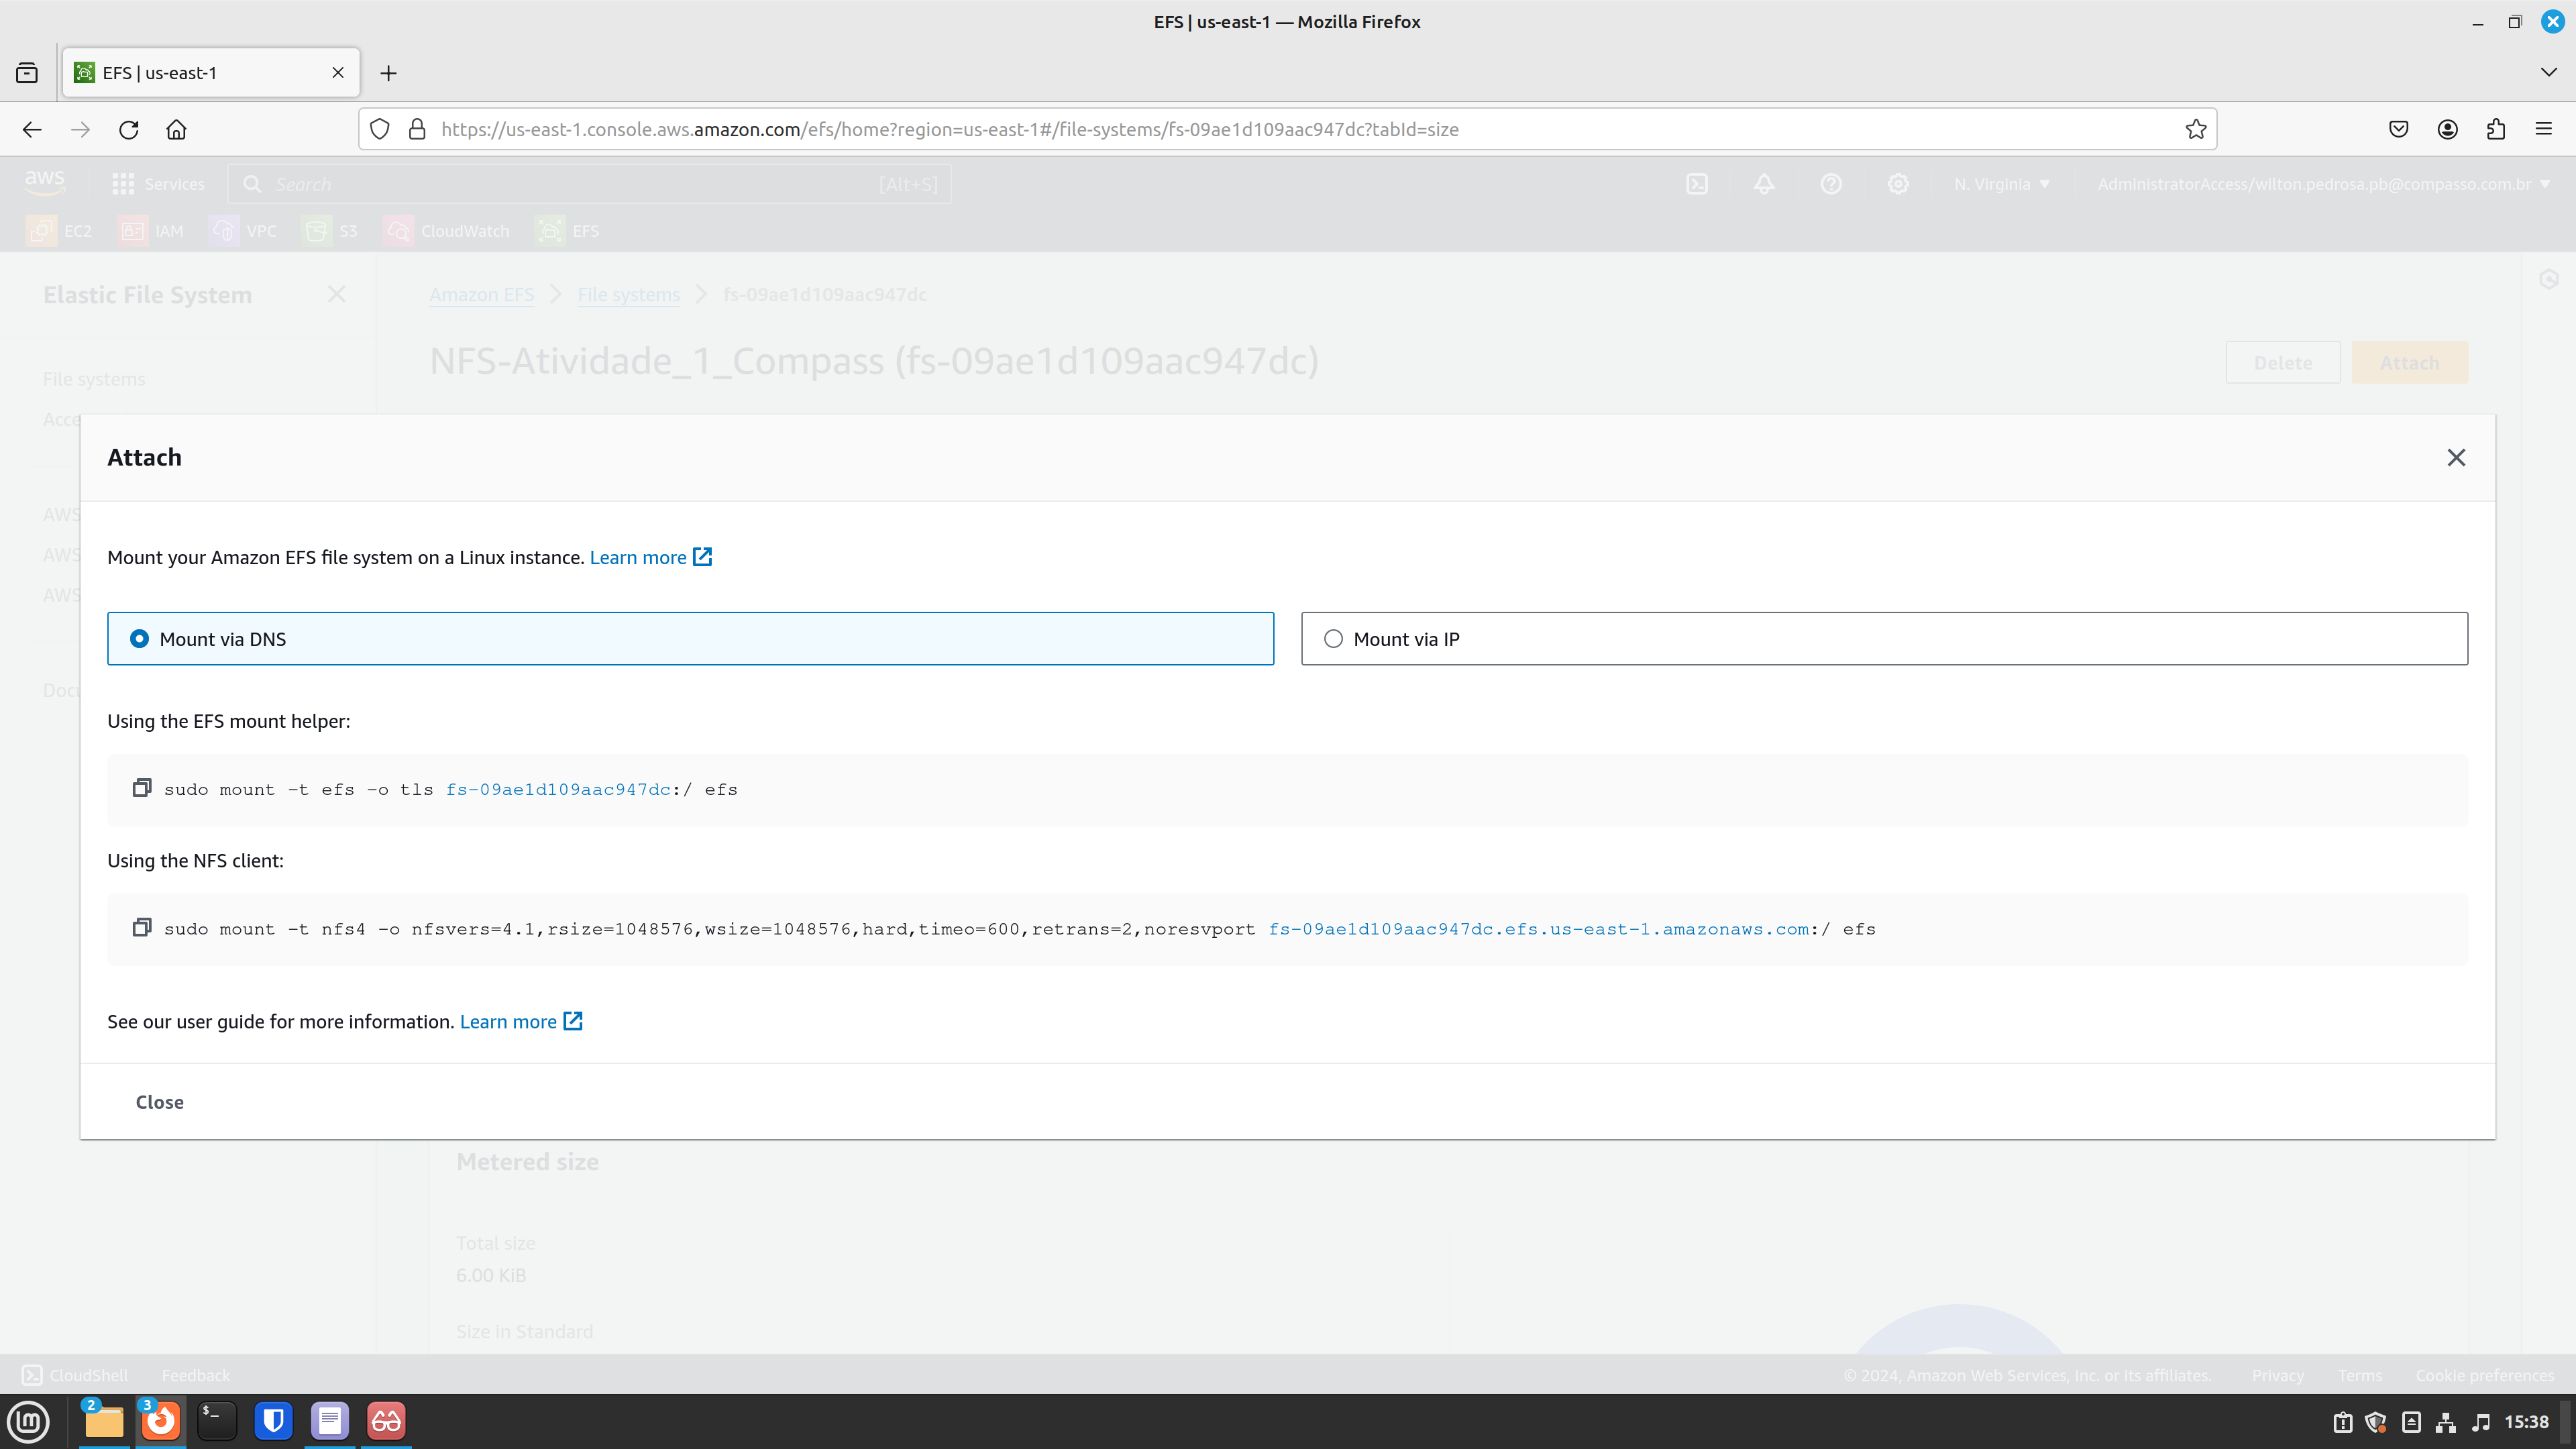 EFS | us-east-1 — Mozilla Firefox
EFS | us-east-1
https://us-east-1.console.aws.amazon.com/efs/home?region=us-east-1#/file-systems/fs-09ae1d109aac947dc?tabId=size
aws Services Search [Alt+S] N. Virginia AdministratorAccess/wilton.pedrosa.pb@compasso.com.br
EC2 IAM VPC S3 CloudWatch EFS
Elastic File System
Amazon EFS File systems fs-09ae1d109aac947dc
NFS-Atividade_1_Compass (fs-09ae1d109aac947dc)
Delete Attach
File systems
Acce
AWS
AWS
AWS
Docu
Attach
Mount your Amazon EFS file system on a Linux instance. Learn more
Mount via DNS
Mount via IP
Using the EFS mount helper:
sudo mount -t efs -o tls fs-09ae1d109aac947dc:/ efs
Using the NFS client:
sudo mount -t nfs4 -o nfsvers=4.1,rsize=1048576,wsize=1048576,hard,timeo=600,retrans=2,noresvport fs-09ae1d109aac947dc.efs.us-east-1.amazonaws.com:/ efs
See our user guide for more information. Learn more
Close
Metered size
Total size
6.00 KiB
Size in Standard
CloudShell Feedback © 2024, Amazon Web Services, Inc. or its affiliates. Privacy Terms Cookie preferences
2 3 $_ 15:38